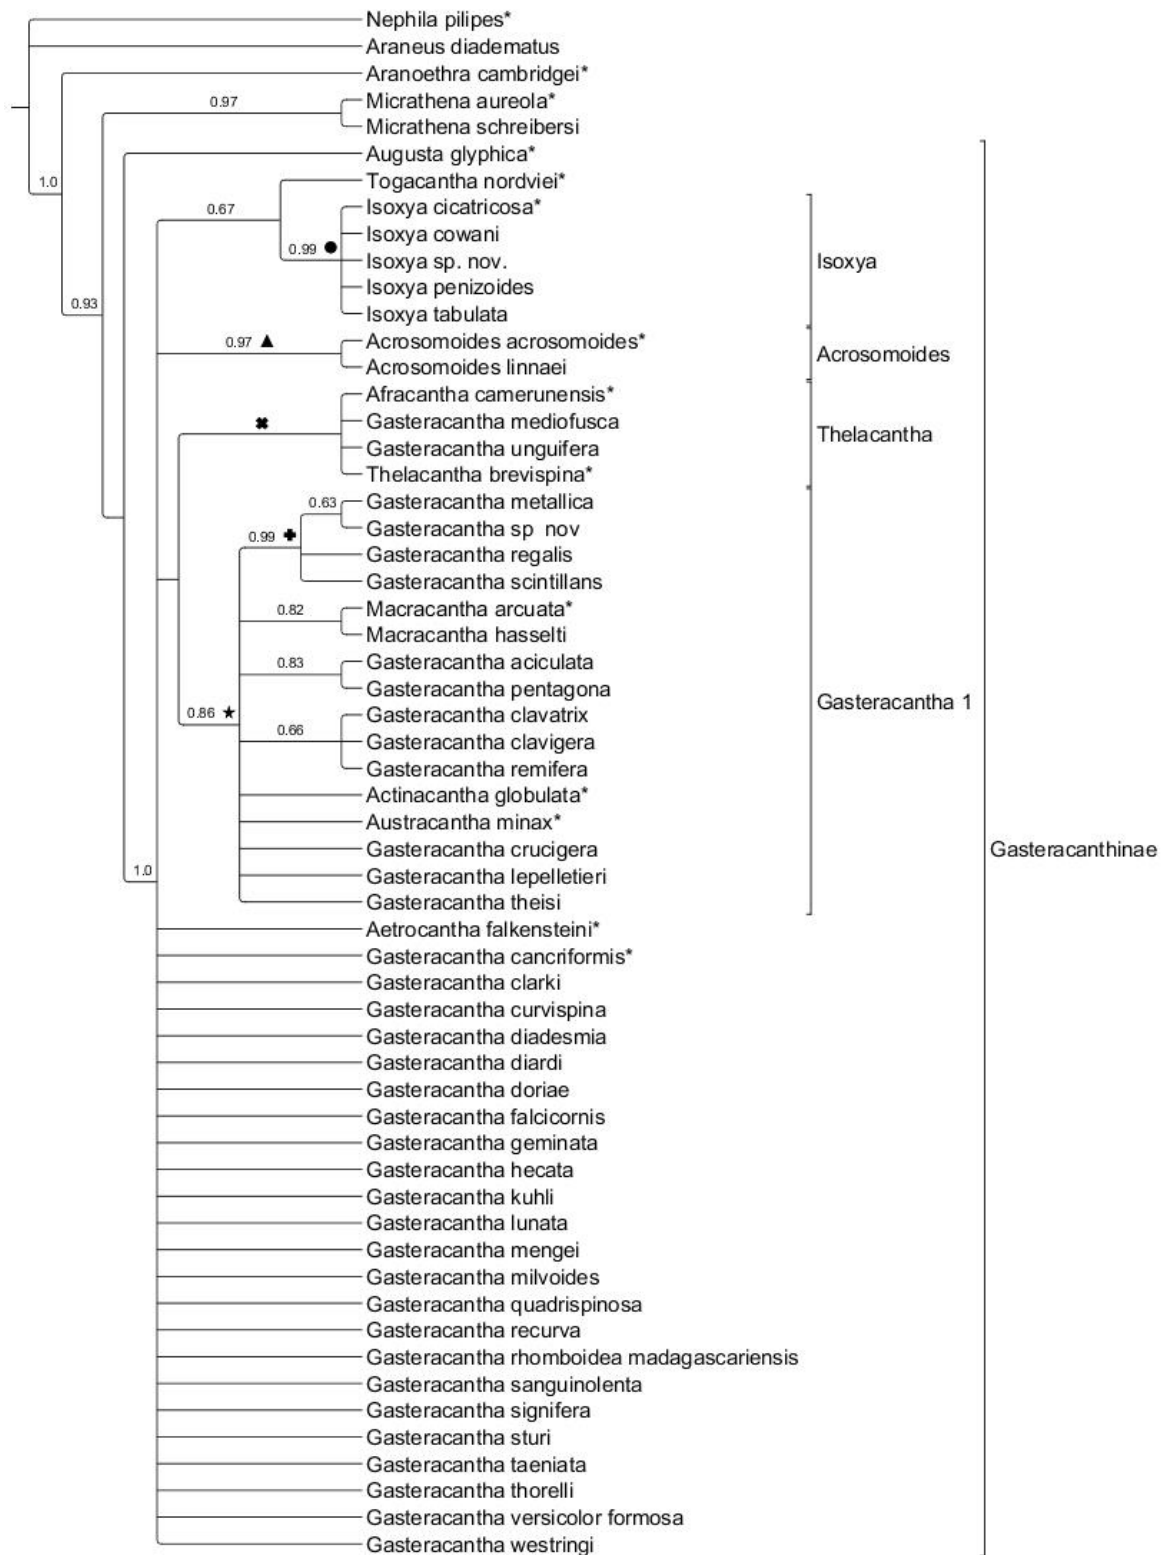 Nephila pilipes*
Araneus diadematus
Aranoethra cambridgei*
0.97
Micrathena aureola*
Micrathena schreibersi
Augusta glyphica*
1.0
Togacantha nordviei*
0.67
Isoxya cicatricosa*
Isoxya cowani
0.99
Isoxya sp. nov.
Isoxya
Isoxya penizoides
0.93
Isoxya tabulata
Acrosomoides acrosomoides*
0.97
Acrosomoides
Acrosomoides linnaei
Afracantha camerunensis*
Gasteracantha mediofusca
Thelacantha
Gasteracantha unguifera
Thelacantha brevispina*
0.63
Gasteracantha metallica
Gasteracantha sp nov
0.99
Gasteracantha regalis
Gasteracantha scintillans
0.82
Macracantha arcuata*
Macracantha hasselti
0.83
Gasteracantha aciculata
Gasteracantha pentagona
Gasteracantha 1
0.86
Gasteracantha clavatrix
0.66
Gasteracantha clavigera
Gasteracantha remifera
Actinacantha globulata*
Austracantha minax*
Gasteracantha crucigera
Gasteracanthinae
1.0
Gasteracantha lepelletieri
Gasteracantha theisi
Aetrocantha falkensteini*
Gasteracantha cancriformis*
Gasteracantha clarki
Gasteracantha curvispina
Gasteracantha diadesmia
Gasteracantha diardi
Gasteracantha doriae
Gasteracantha falcicornis
Gasteracantha geminata
Gasteracantha hecata
Gasteracantha kuhli
Gasteracantha lunata
Gasteracantha mengei
Gasteracantha milvoides
Gasteracantha quadrispinosa
Gasteracantha recurva
Gasteracantha rhomboidea madagascariensis
Gasteracantha sanguinolenta
Gasteracantha signifera
Gasteracantha sturi
Gasteracantha taeniata
Gasteracantha thorelli
Gasteracantha versicolor formosa
Gasteracantha westringi